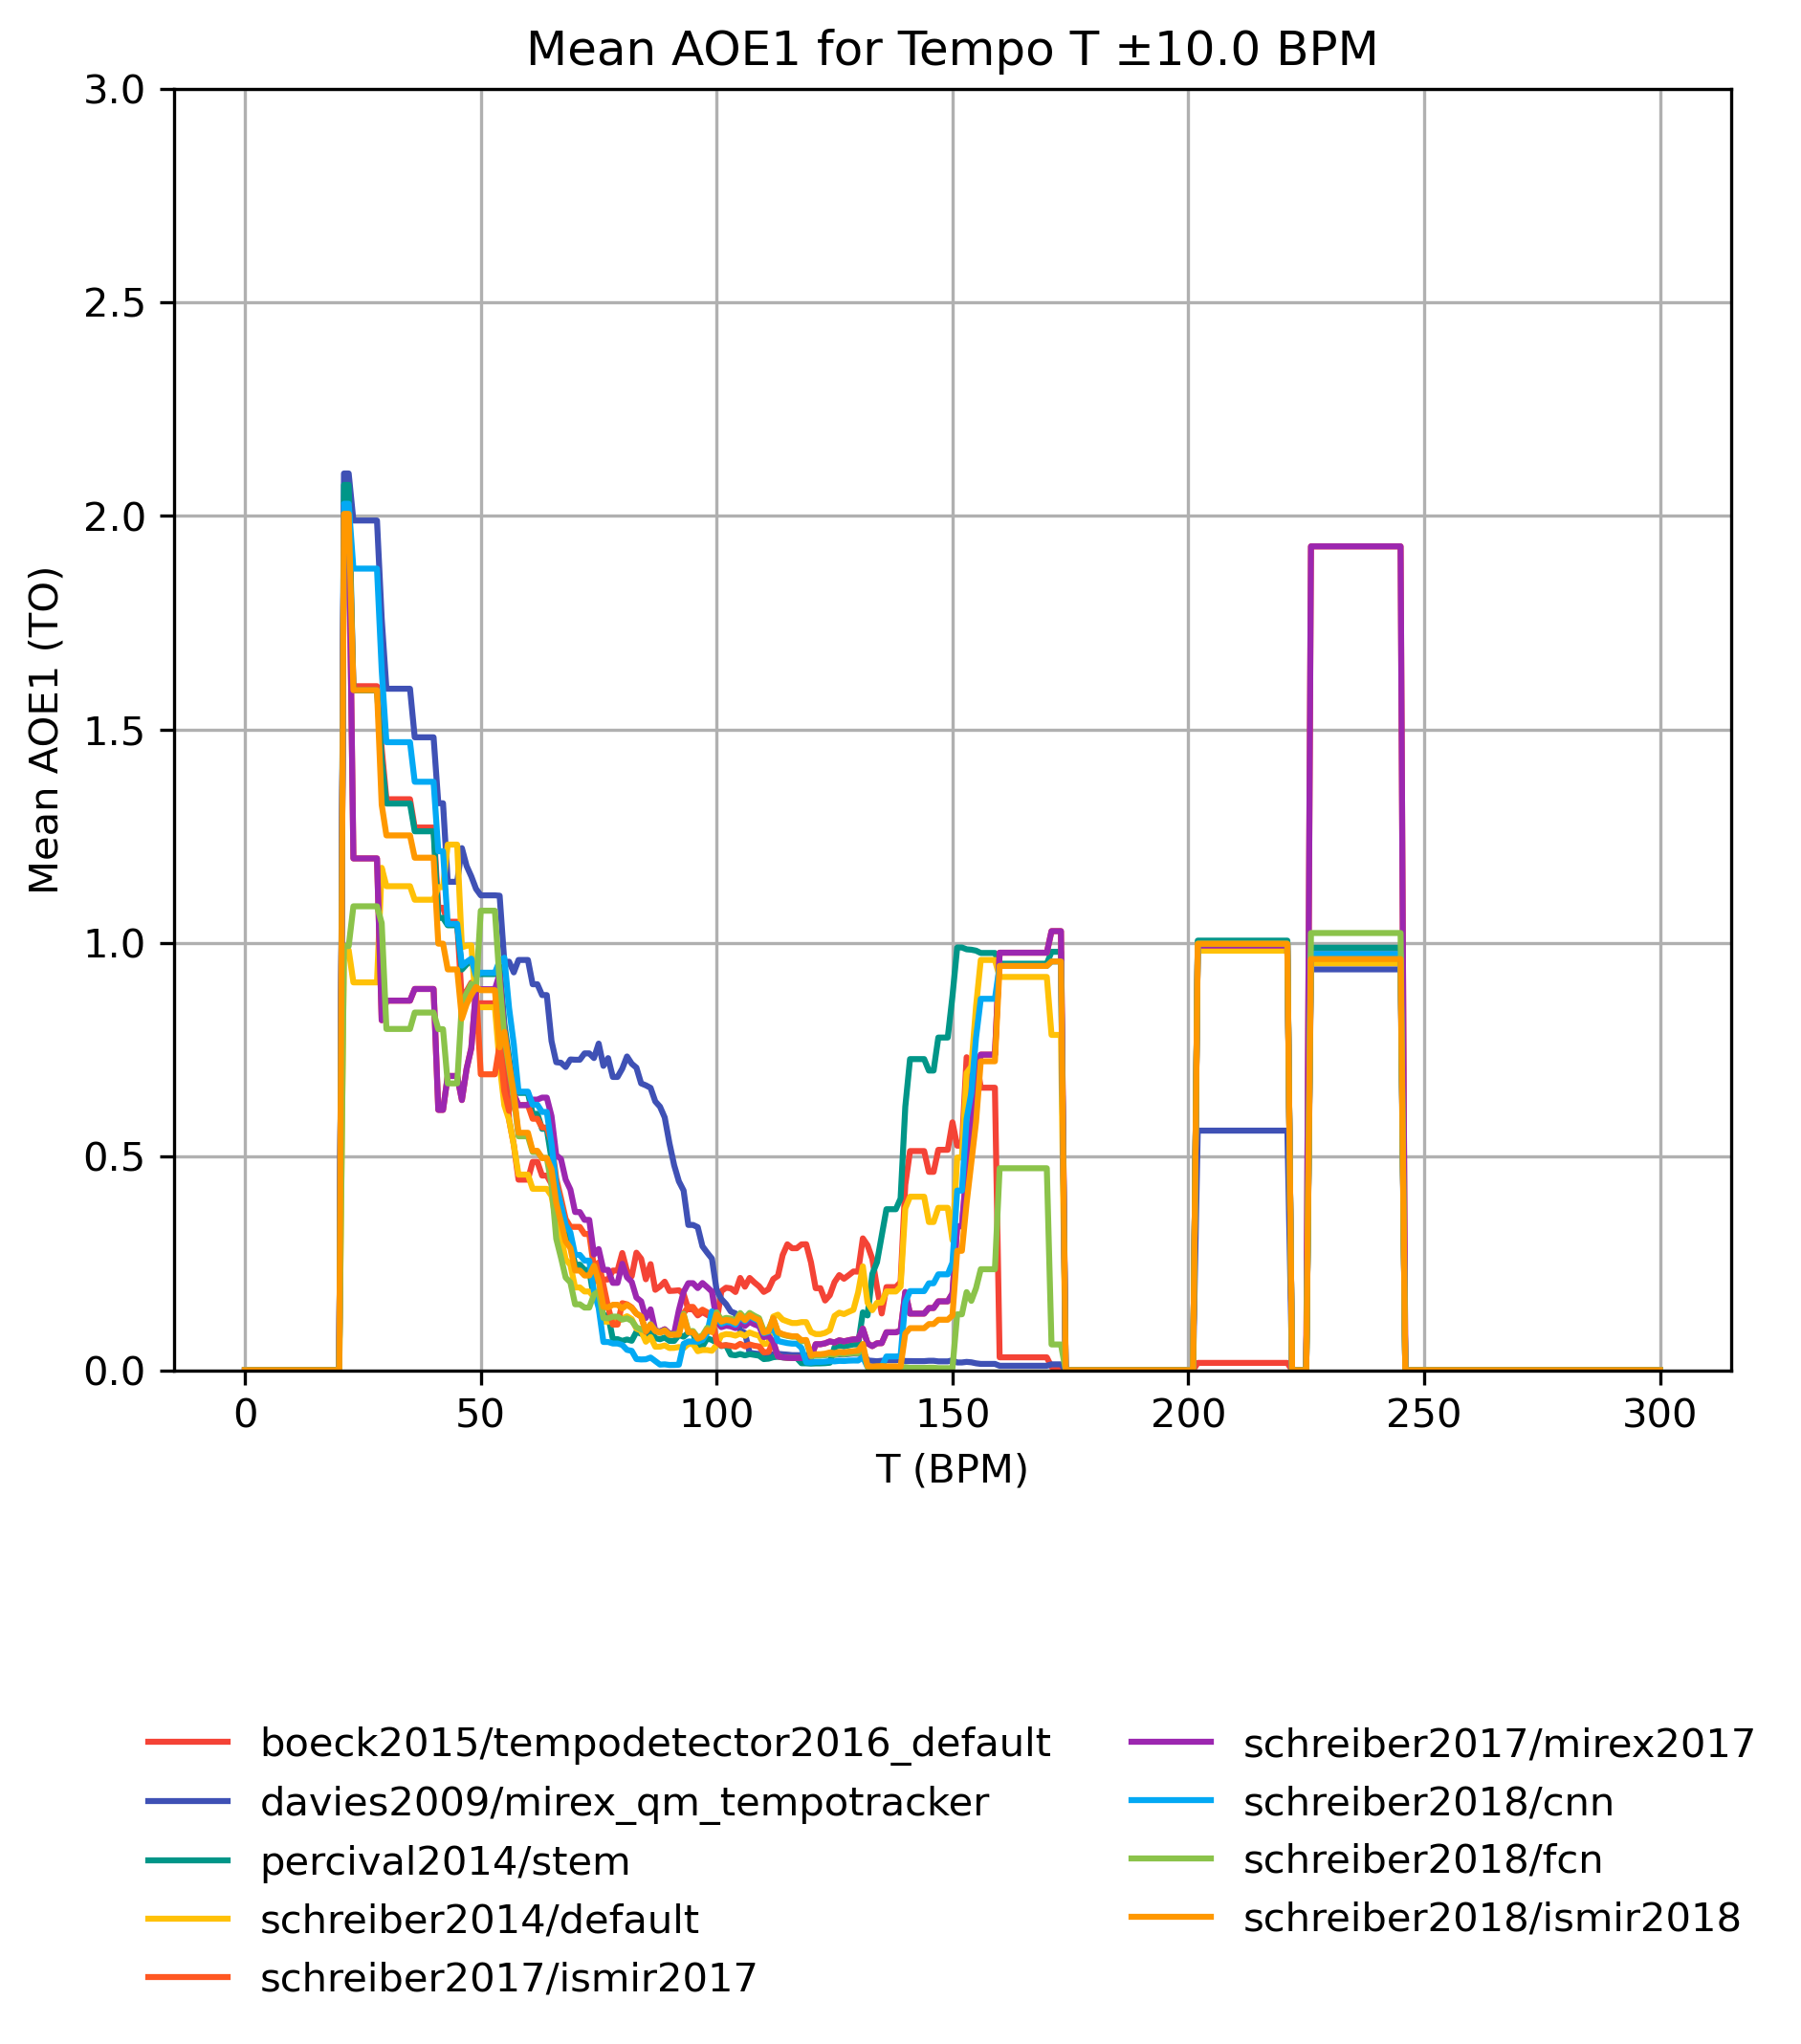 Mean AOE1 for Tempo T ±10.0 BPM
3.0
2.5
2.0
1.5
1.0
0.5
0.0
Mean AOE1 (TO)
0 50 100 150 200 250 300
T (BPM)
boeck2015/tempodetector2016_default
davies2009/mirex_qm_tempotracker
percival2014/stem
schreiber2014/default
schreiber2017/ismir2017
schreiber2017/mirex2017
schreiber2018/cnn
schreiber2018/fcn
schreiber2018/ismir2018